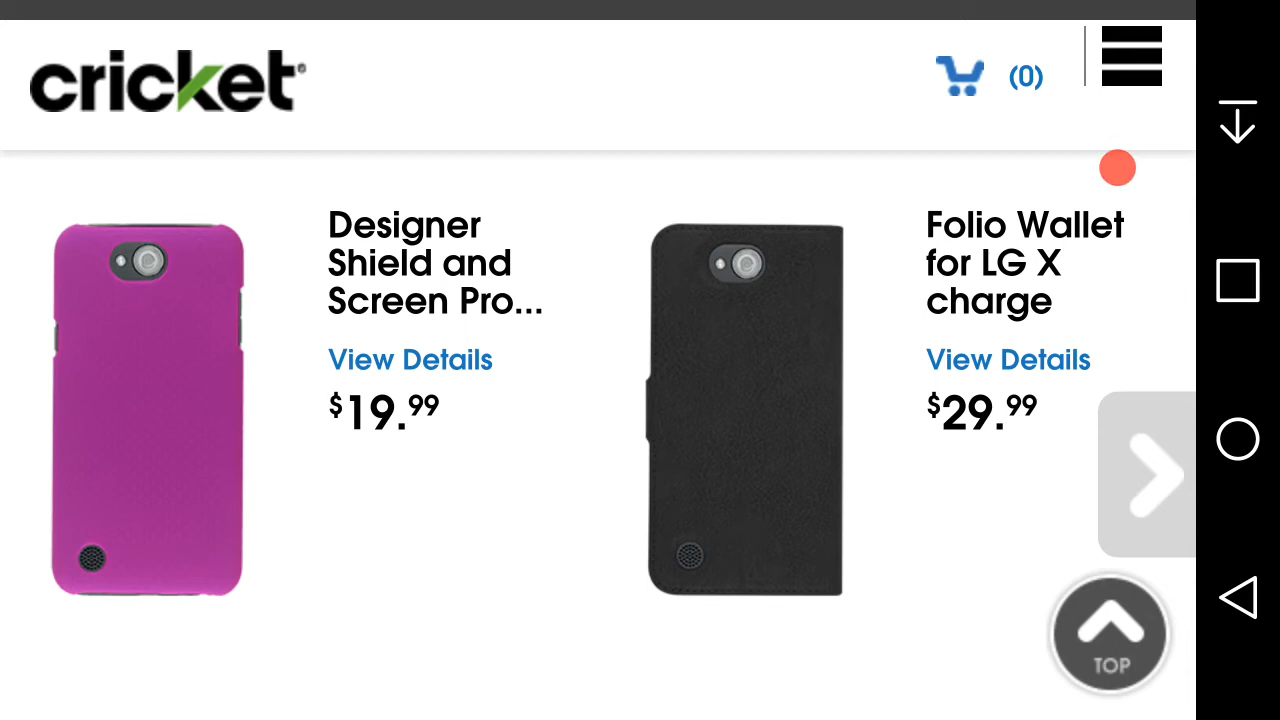 cricket
(0)
Designer
Shield and
Screen Pro...
View Details
$19.99
Folio Wallet
for LG X
charge
View Details
$29.99
TOP